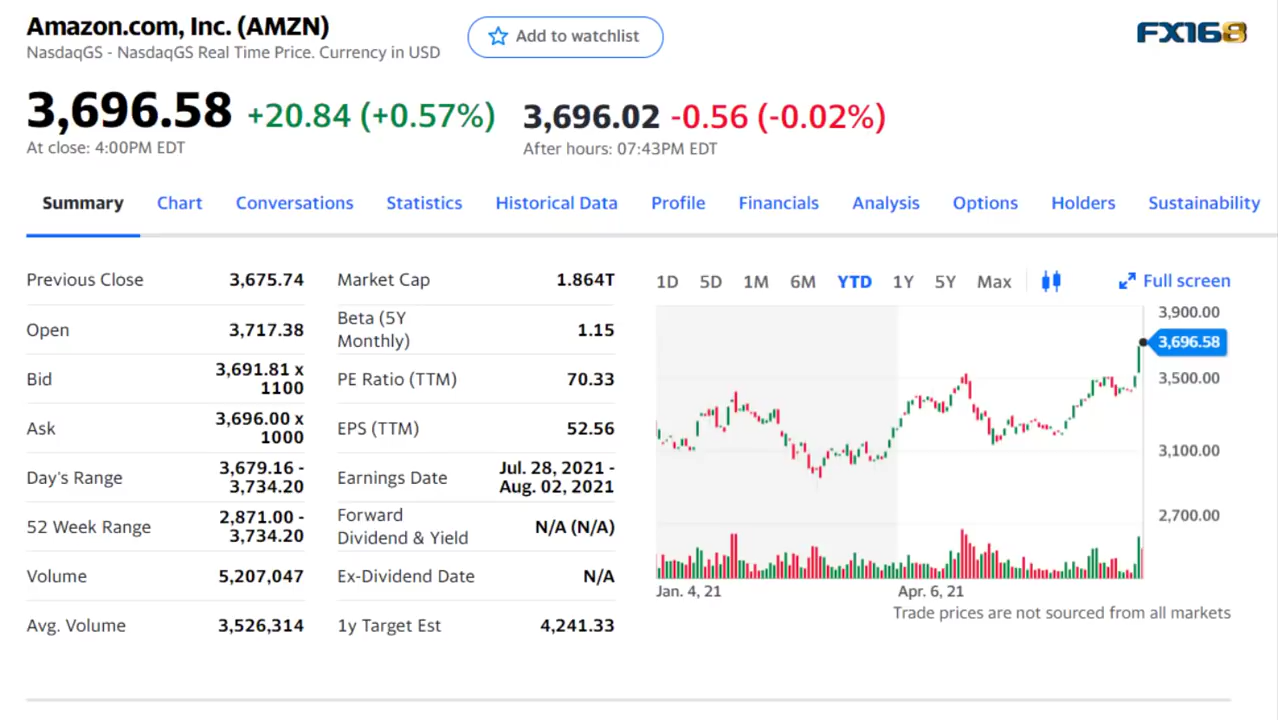 Amazon.com, Inc. (AMZN)
NasdaqGS - NasdaqGS Real Time Price. Currency in USD
Add to watchlist
FX168
3,696.58 +20.84 (+0.57%)
At close: 4:00PM EDT
3,696.02 -0.56 (-0.02%)
After hours: 07:43PM EDT
Summary Chart Conversations Statistics Historical Data Profile Financials Analysis Options Holders Sustainability
Previous Close 3,675.74
Open 3,717.38
Bid 3,691.81 x
1100
Ask 3,696.00 x
1000
Day's Range 3,679.16 -
3,734.20
52 Week Range 2,871.00 -
3,734.20
Volume 5,207,047
Avg. Volume 3,526,314
Market Cap 1.864T
Beta (5Y
Monthly) 1.15
PE Ratio (TTM) 70.33
EPS (TTM) 52.56
Earnings Date Jul. 28, 2021 -
Aug. 02, 2021
Forward
Dividend & Yield N/A (N/A)
Ex-Dividend Date N/A
1y Target Est 4,241.33
1D 5D 1M 6M YTD 1Y 5Y Max Full screen
3,900.00
3,696.58
3,500.00
3,100.00
2,700.00
Jan. 4, 21 Apr. 6, 21
Trade prices are not sourced from all markets